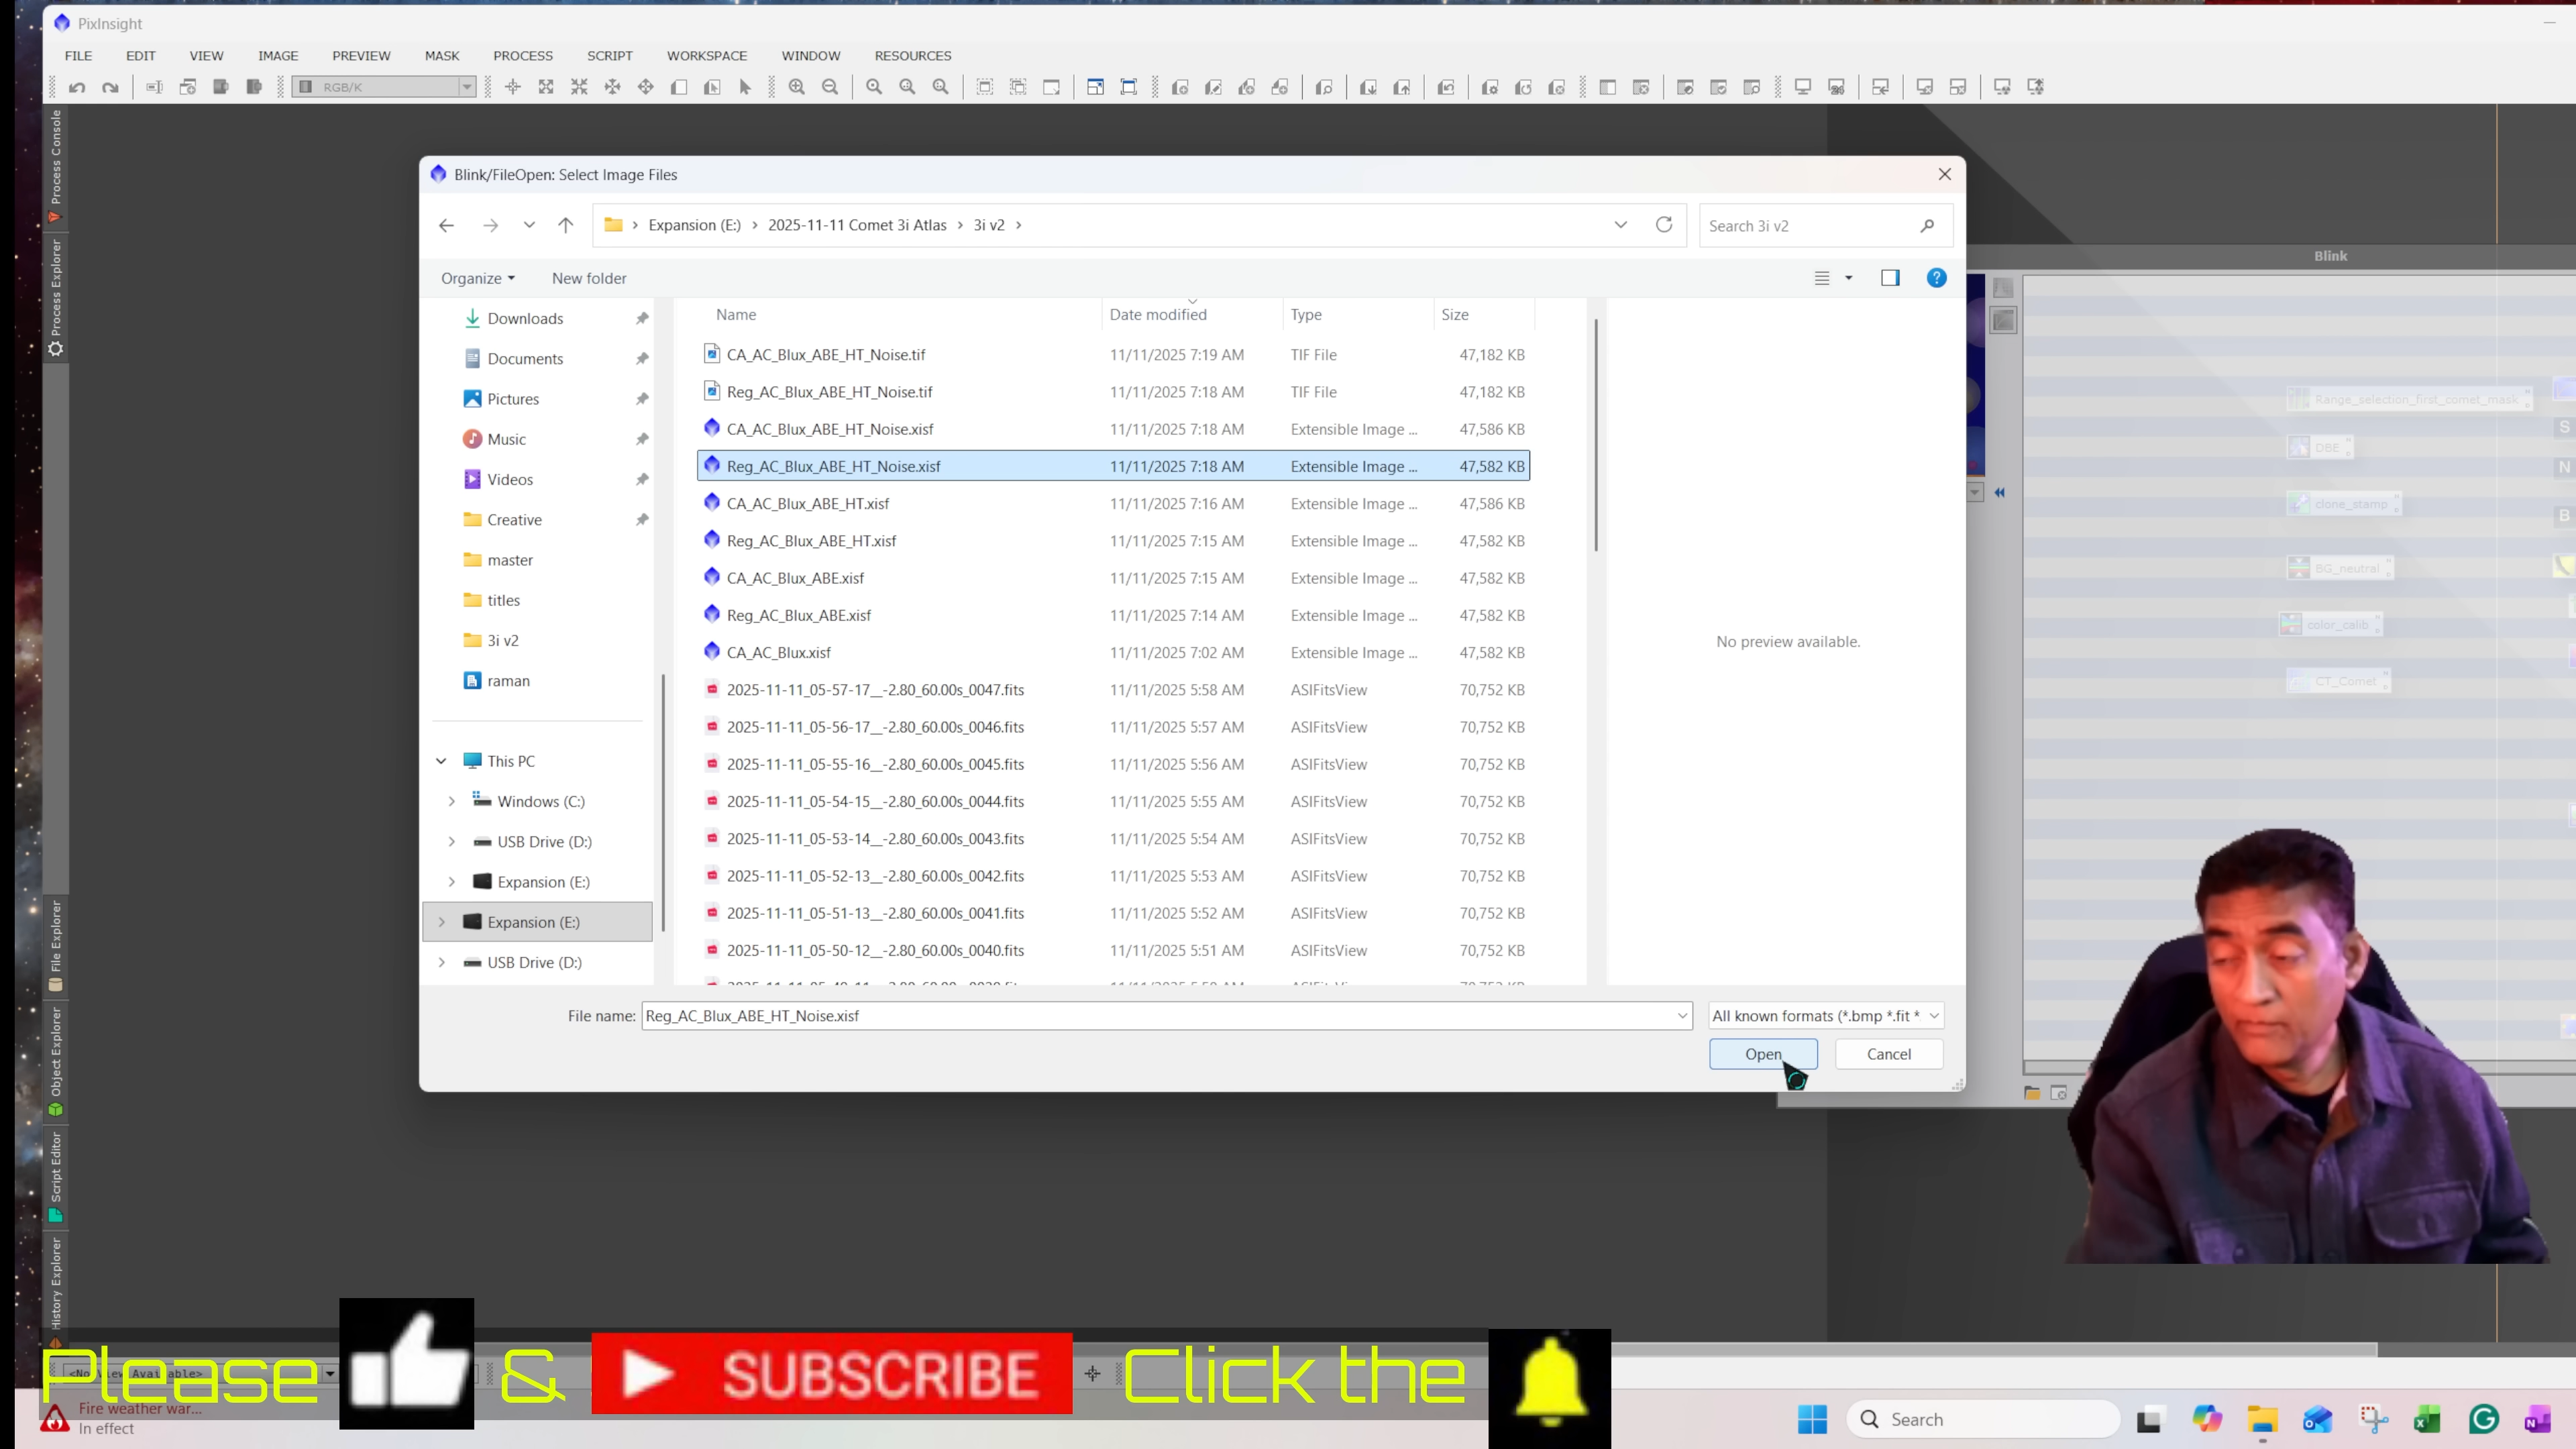 PixInsight
FILE EDIT VIEW IMAGE PREVIEW MASK PROCESS SCRIPT WORKSPACE WINDOW RESOURCES
RGB/K
Process Console
Process Explorer
File Explorer
Object Explorer
Script Editor
History Explorer
Blink/FileOpen: Select Image Files
Expansion (E:) > 2025-11-11 Comet 3i Atlas > 3i v2 >
Search 3i v2
Organize New folder
Downloads
Documents
Pictures
Music
Videos
Creative
master
titles
3i v2
raman
This PC
Windows (C:)
USB Drive (D:)
Expansion (E:)
Expansion (E:)
USB Drive (D:)
Name Date modified Type Size
CA_AC_Blux_ABE_HT_Noise.tif 11/11/2025 7:19 AM TIF File 47,182 KB
Reg_AC_Blux_ABE_HT_Noise.tif 11/11/2025 7:18 AM TIF File 47,182 KB
CA_AC_Blux_ABE_HT_Noise.xisf 11/11/2025 7:18 AM Extensible Image ... 47,586 KB
Reg_AC_Blux_ABE_HT_Noise.xisf 11/11/2025 7:18 AM Extensible Image ... 47,582 KB
CA_AC_Blux_ABE_HT.xisf 11/11/2025 7:16 AM Extensible Image ... 47,586 KB
Reg_AC_Blux_ABE_HT.xisf 11/11/2025 7:15 AM Extensible Image ... 47,582 KB
CA_AC_Blux_ABE.xisf 11/11/2025 7:15 AM Extensible Image ... 47,582 KB
Reg_AC_Blux_ABE.xisf 11/11/2025 7:14 AM Extensible Image ... 47,582 KB
CA_AC_Blux.xisf 11/11/2025 7:02 AM Extensible Image ... 47,582 KB
2025-11-11_05-57-17__-2.80_60.00s_0047.fits 11/11/2025 5:58 AM ASIFitsView 70,752 KB
2025-11-11_05-56-17__-2.80_60.00s_0046.fits 11/11/2025 5:57 AM ASIFitsView 70,752 KB
2025-11-11_05-55-16__-2.80_60.00s_0045.fits 11/11/2025 5:56 AM ASIFitsView 70,752 KB
2025-11-11_05-54-15__-2.80_60.00s_0044.fits 11/11/2025 5:55 AM ASIFitsView 70,752 KB
2025-11-11_05-53-14__-2.80_60.00s_0043.fits 11/11/2025 5:54 AM ASIFitsView 70,752 KB
2025-11-11_05-52-13__-2.80_60.00s_0042.fits 11/11/2025 5:53 AM ASIFitsView 70,752 KB
2025-11-11_05-51-13__-2.80_60.00s_0041.fits 11/11/2025 5:52 AM ASIFitsView 70,752 KB
2025-11-11_05-50-12__-2.80_60.00s_0040.fits 11/11/2025 5:51 AM ASIFitsView 70,752 KB
No preview available.
File name: Reg_AC_Blux_ABE_HT_Noise.xisf All known formats (*.bmp *.fit *
Open Cancel
Blink
Range_selection_first_comet_mask
DBE
clone_stamp
BG_neutral
color_calib
CT_Comet
S
N
B
Please & SUBSCRIBE Click the
<No View Available>
Fire weather war...
In effect
Search